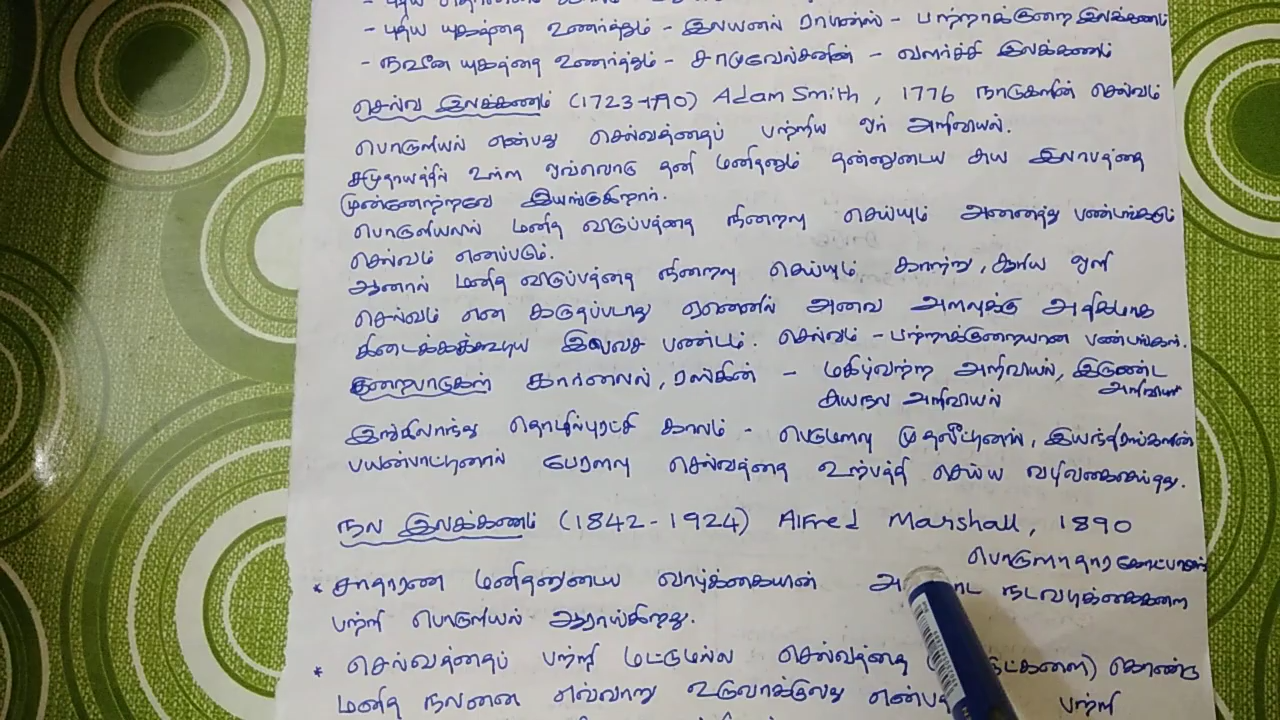 - புதிய யுகத்தை உணர்த்தும் - இலயனல் ராபின்ஸ் - பற்றாக்குறை இலக்கணம்
- நவீன யுகத்தை உணர்த்தும் - சாமுவேல்சனின் - வளர்ச்சி இலக்கணம்
செல்வ இலக்கணம் (1723-1790) Adam Smith, 1776 நாடுகளின் செல்வம்
பொருளியல் என்பது செல்வத்தைப் பற்றிய ஓர் அறிவியல்.
சமுதாயத்தில் உள்ள ஒவ்வொரு தனி மனிதனும் தன்னுடைய சுய இலாபத்தை
முன்னேற்றவே இயங்குகிறார்.
பொருளியலில் மனித விருப்பத்தை நிறைவு செய்யும் அனைத்து பண்டங்களும்
செல்வம் எனப்படும்.
ஆனால் மனித விருப்பத்தை நிறைவு செய்யும் காற்று, சூரிய ஒளி
செல்வம் என கருதப்படாது ஏனெனில் அவை அளவுக்கு அதிகமாக
கிடைக்கக்கூடிய இலவச பண்டம். செல்வம் - பற்றாக்குறையான பண்டங்கள்.
குறைபாடுகள் கார்லைல், ரஸ்கின் - மகிழ்வற்ற அறிவியல், இருண்ட
அறிவியல்
சுயநல அறிவியல்
இங்கிலாந்து தொழில்புரட்சி காலம் - பெருமளவு முதலீட்டினால், இயந்திரங்களின்
பயன்பாட்டினால் பேரளவு செல்வத்தை உற்பத்தி செய்ய வழிவகைசெய்தது.
நல இலக்கணம் (1842-1924) Alfred Marshall, 1890
பொருளாதார கோட்பாடுகள்
* சாதாரண மனிதனுடைய வாழ்க்கையின் நடவடிக்கைகளை
பற்றி பொருளியல் ஆராய்கிறது.
* செல்வத்தைப் பற்றி மட்டுமல்ல செல்வத்தை கொண்டு
மனித நலனை எவ்வாறு உருவாக்குவது பற்றி